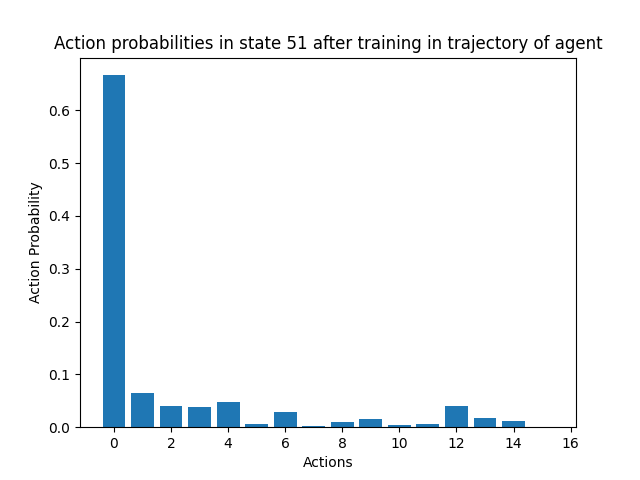 Action probabilities in state 51 after training in trajectory of agent
0.6
0.5
0.4
0.3
0.2
0.1
0.0
Action Probability
0 2 4 6 8 10 12 14 16
Actions